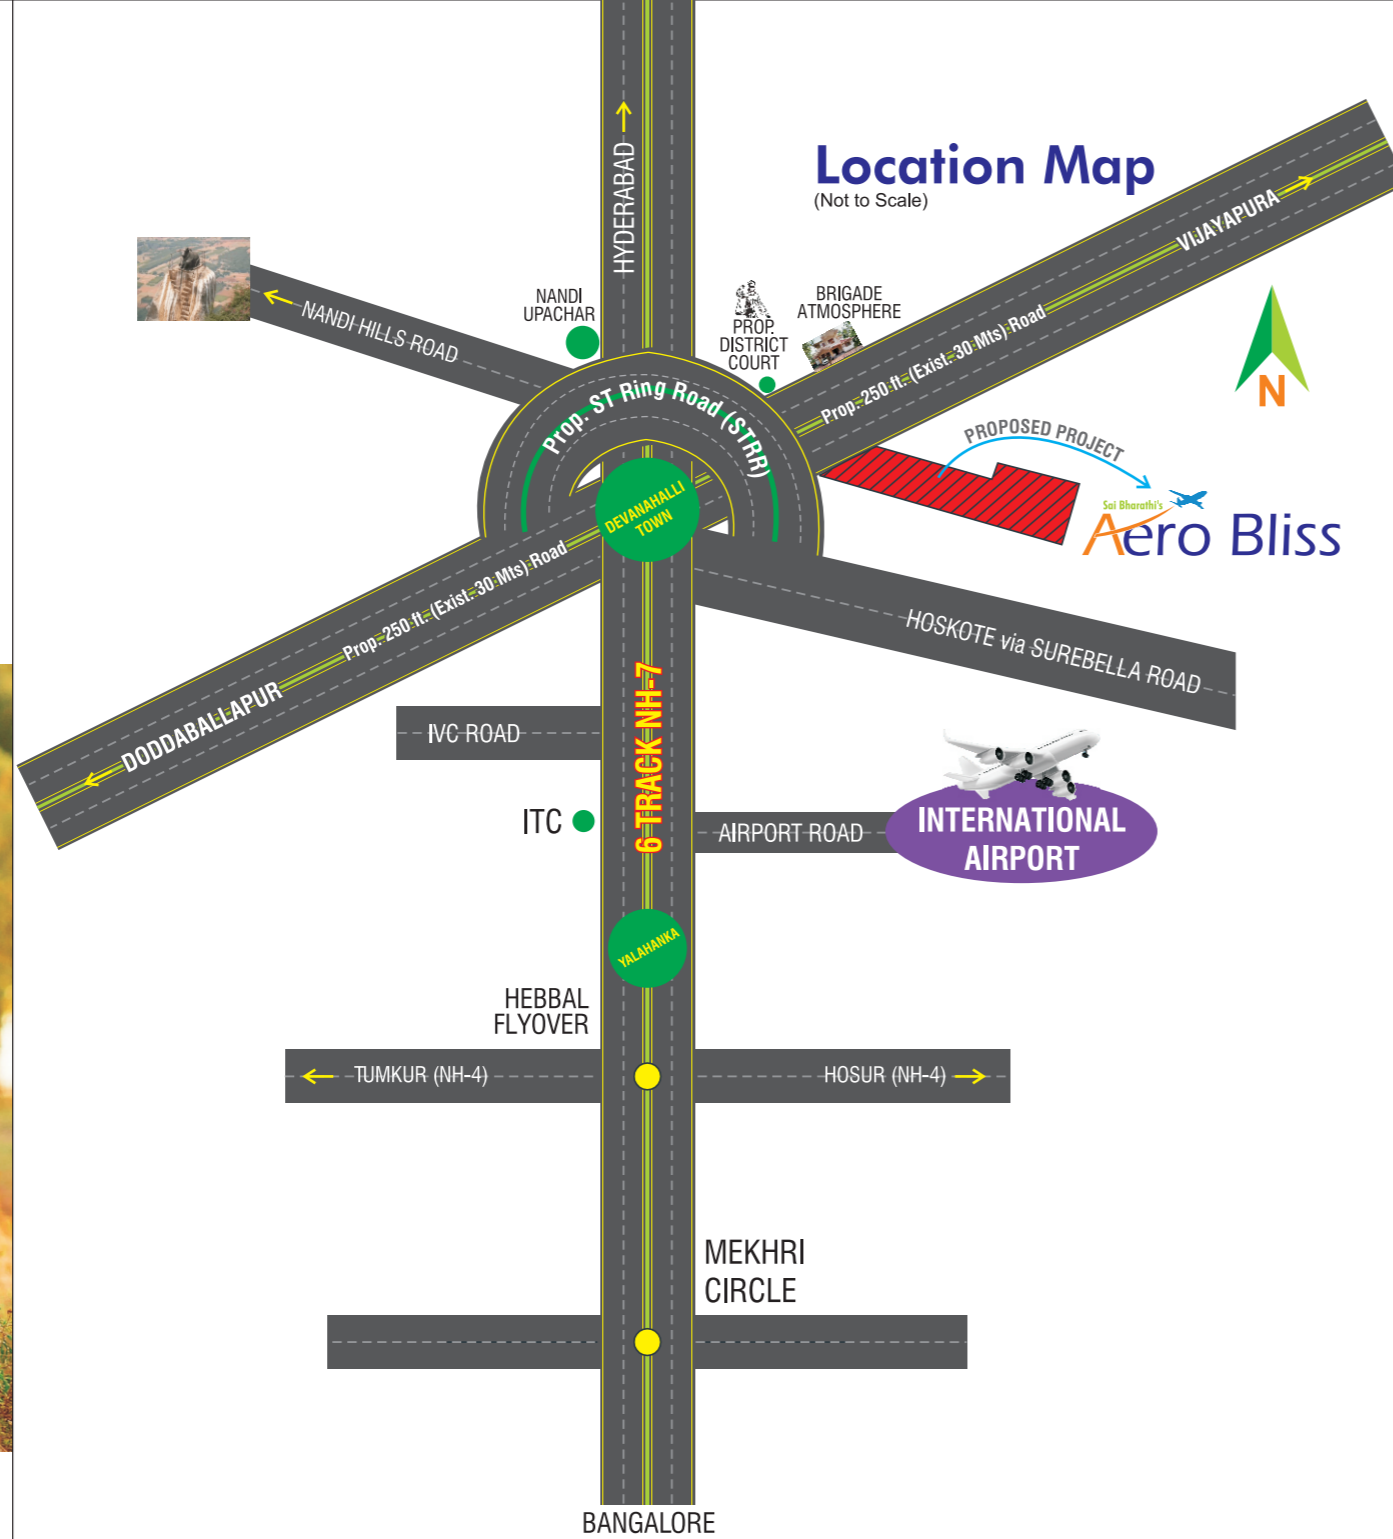 Location Map
(Not to Scale)
HYDERABAD
VIJAYAPURA
NANDI HILLS ROAD
NANDI
UPACHAR
PROP.
DISTRICT
COURT
BRIGADE
ATMOSPHERE
Prop. 250 ft. (Exist. 30 Mts) Road
N
Prop. ST Ring Road (STRR)
PROPOSED PROJECT
Sai Bharathi's
Aero Bliss
DEVANAHALLI
TOWN
Prop. 250 ft. (Exist. 30 Mts) Road
DODDABALLAPUR
HOSKOTE via SUREBELLA ROAD
6 TRACK NH-7
IVC ROAD
ITC
AIRPORT ROAD
INTERNATIONAL
AIRPORT
YALAHANKA
HEBBAL
FLYOVER
TUMKUR (NH-4)
HOSUR (NH-4)
MEKHRI
CIRCLE
BANGALORE